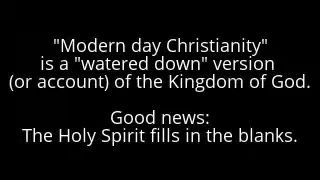 "Modern day Christianity"
is a "watered down" version
(or account) of the Kingdom of God.
Good news:
The Holy Spirit fills in the blanks.